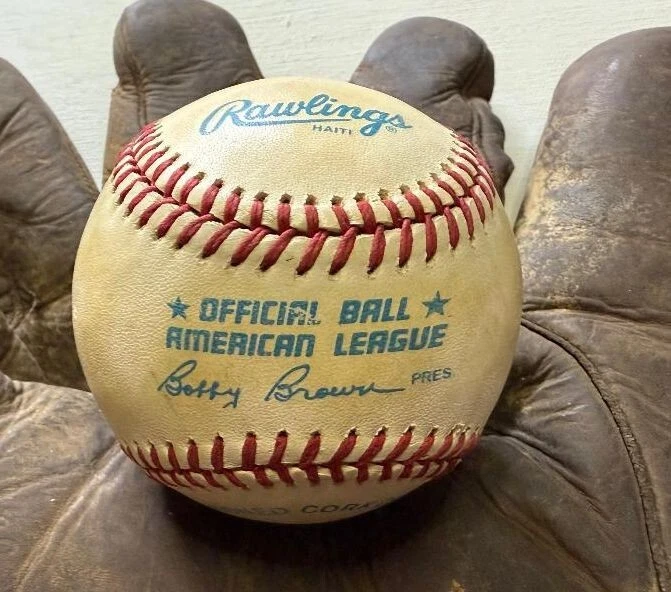 Rawlings®
HAITI
★ OFFICIAL BALL ★
AMERICAN LEAGUE
Bobby Brown PRES